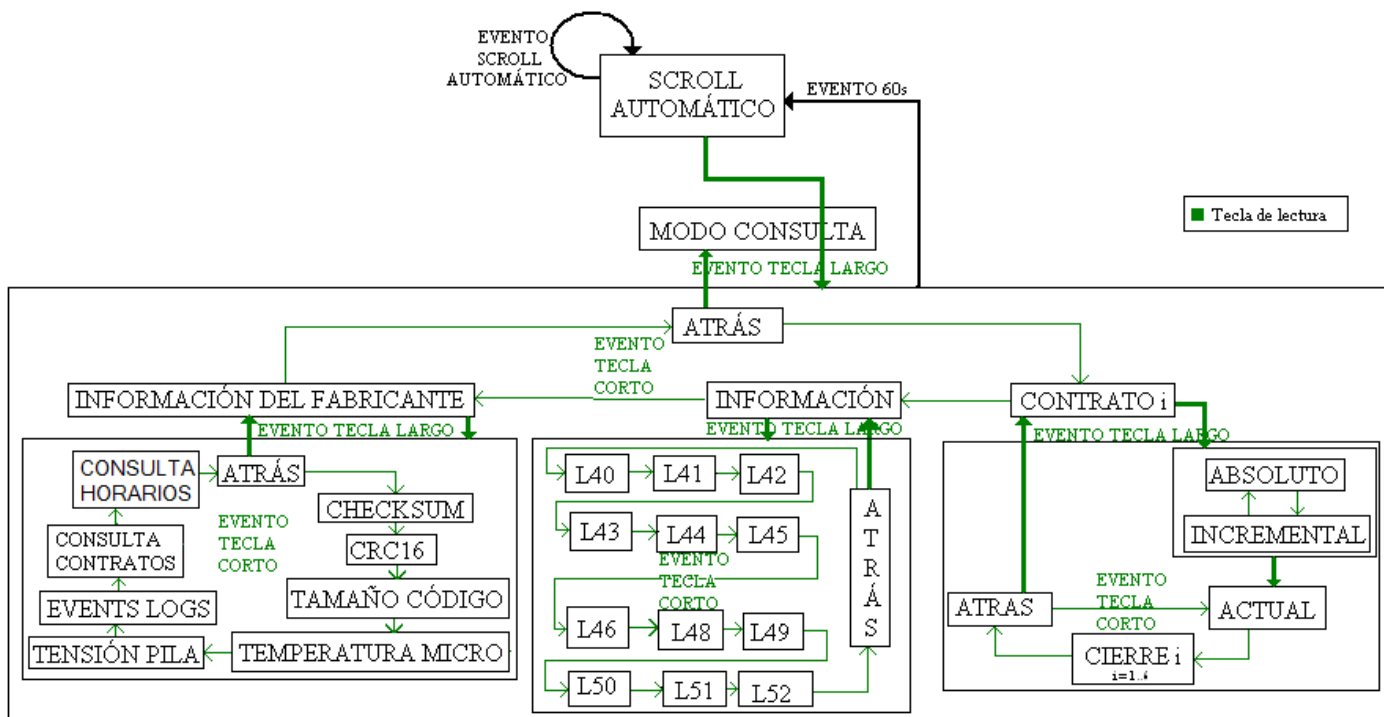 EVENTO
SCROLL
AUTOMÁTICO
SCROLL
AUTOMÁTICO
EVENTO 60s
Tecla de lectura
MODO CONSULTA
EVENTO TECLA LARGO
ATRÁS
EVENTO
TECLA
CORTO
INFORMACIÓN DEL FABRICANTE
INFORMACIÓN
CONTRATO i
EVENTO TECLA LARGO
EVENTO TECLA LARGO
EVENTO TECLA LARGO
CONSULTA
HORARIOS
ATRÁS
CHECKSUM
EVENTO
TECLA
CORTO
CRC16
CONSULTA
CONTRATOS
TAMAÑO CÓDIGO
EVENTS LOGS
TENSIÓN PILA
TEMPERATURA MICRO
L40
L41
L42
L43
L44
L45
EVENTO
TECLA
CORTO
L46
L48
L49
L50
L51
L52
A
T
R
Á
S
ABSOLUTO
INCREMENTAL
ATRAS
EVENTO
TECLA
CORTO
ACTUAL
CIERRE i